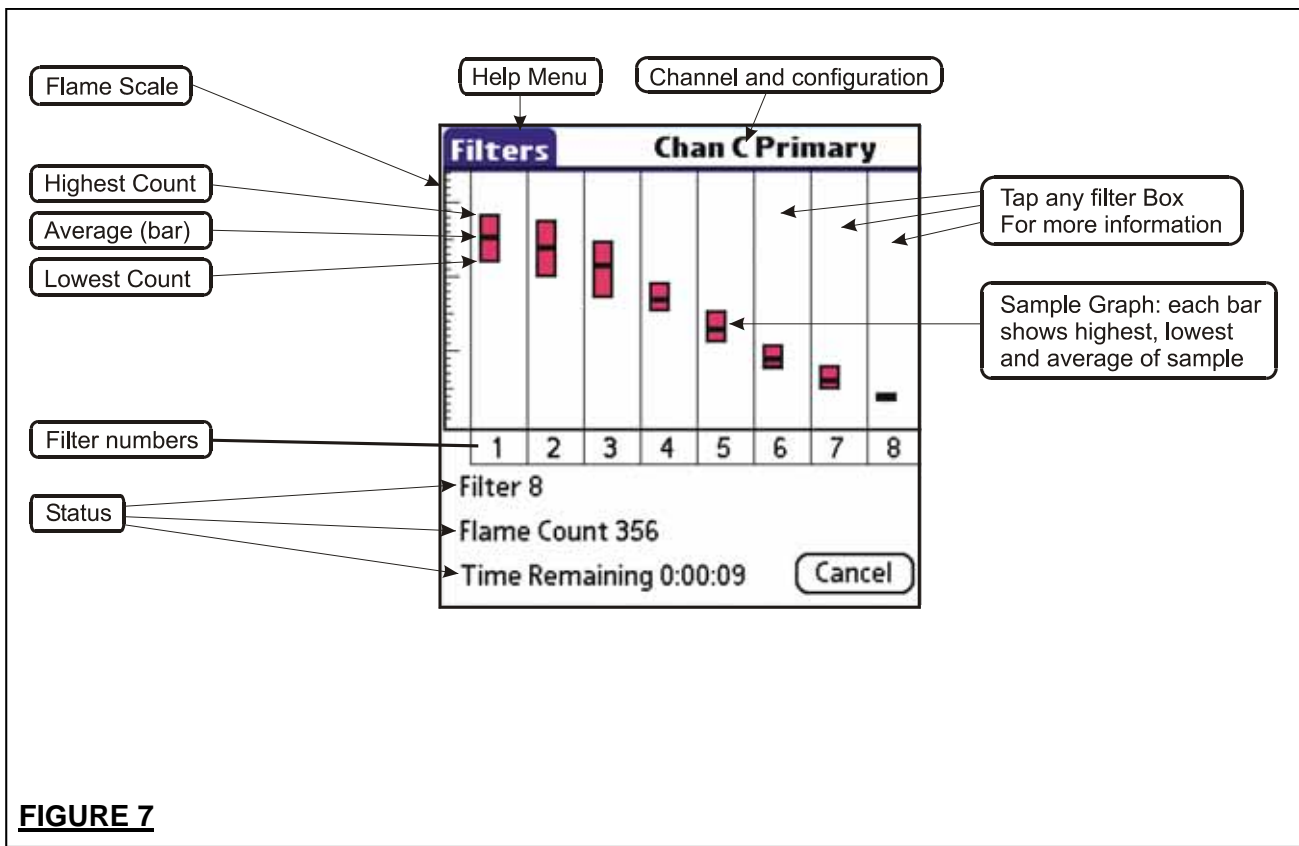 Flame Scale
Help Menu
Channel and configuration
Filters
Chan C Primary
Highest Count
Average (bar)
Lowest Count
Tap any filter Box
For more information
Sample Graph: each bar
shows highest, lowest
and average of sample
Filter numbers
1 2 3 4 5 6 7 8
Status
Filter 8
Flame Count 356
Time Remaining 0:00:09
Cancel
FIGURE 7